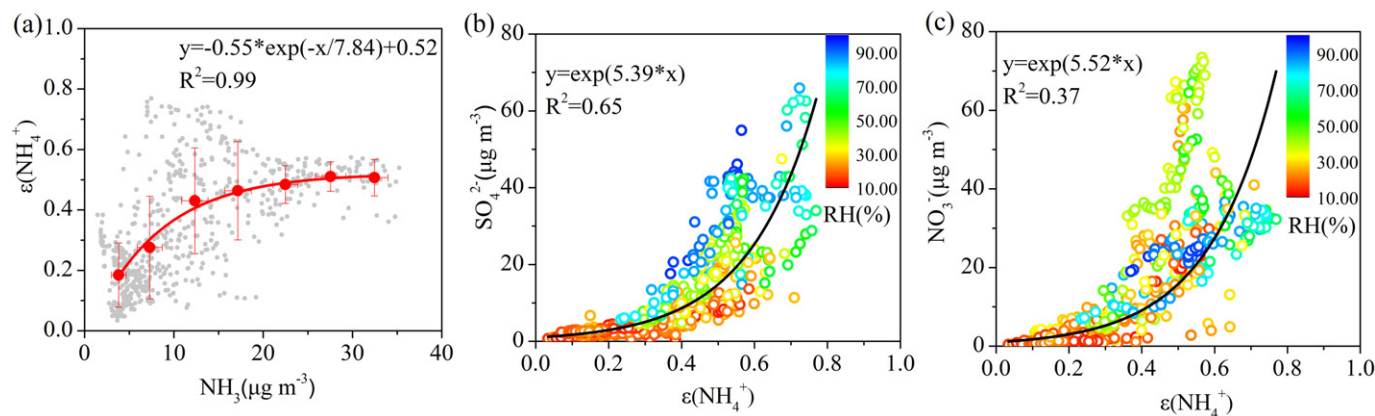 (a)
y=-0.55*exp(-x/7.84)+0.52
R²=0.99
ε(NH₄⁺)
1.0
0.8
0.6
0.4
0.2
0.0
0 10 20 30 40
NH₃(μg m⁻³)
(b)
y=exp(5.39*x)
R²=0.65
SO₄²⁻(μg m⁻³)
80
60
40
20
0
0.0 0.2 0.4 0.6 0.8 1.0
ε(NH₄⁺)
90.00
70.00
50.00
30.00
10.00
RH(%)
(c)
y=exp(5.52*x)
R²=0.37
NO₃⁻(μg m⁻³)
80
60
40
20
0
0.0 0.2 0.4 0.6 0.8 1.0
ε(NH₄⁺)
90.00
70.00
50.00
30.00
10.00
RH(%)